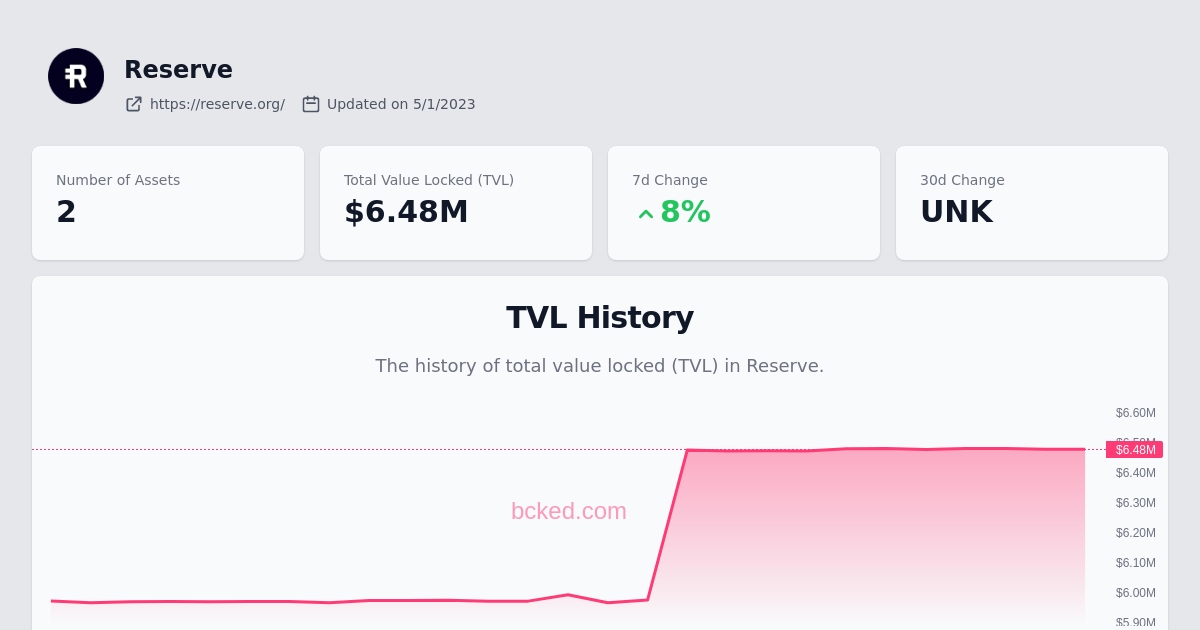 Reserve
https://reserve.org/ Updated on 5/1/2023
Number of Assets
2
Total Value Locked (TVL)
$6.48M
7d Change
8%
30d Change
UNK
TVL History
The history of total value locked (TVL) in Reserve.
$6.60M
$6.48M
$6.40M
$6.30M
bcked.com
$6.20M
$6.10M
$6.00M
$5.90M